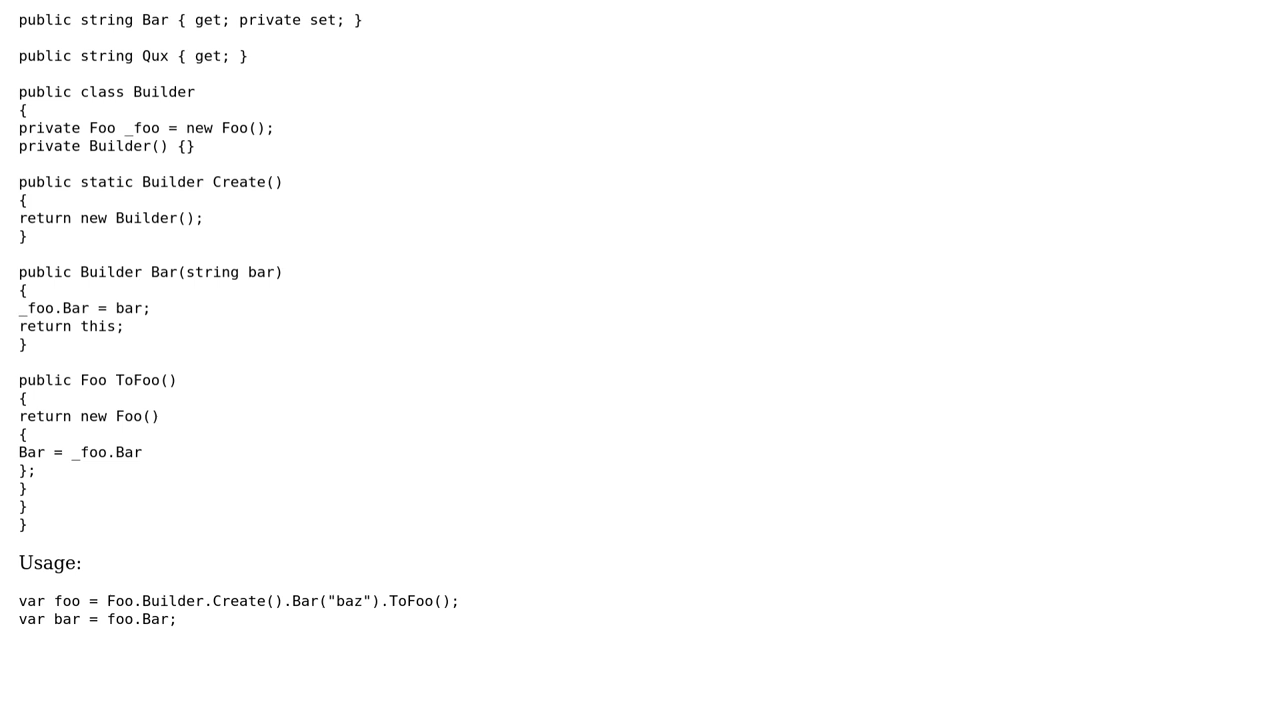 public string Bar { get; private set; }
public string Qux { get; }
public class Builder
{
private Foo _foo = new Foo();
private Builder() {}
public static Builder Create()
{
return new Builder();
}
public Builder Bar(string bar)
{
_foo.Bar = bar;
return this;
}
public Foo ToFoo()
{
return new Foo()
{
Bar = _foo.Bar
};
}
}
}
Usage:
var foo = Foo.Builder.Create().Bar("baz").ToFoo();
var bar = foo.Bar;